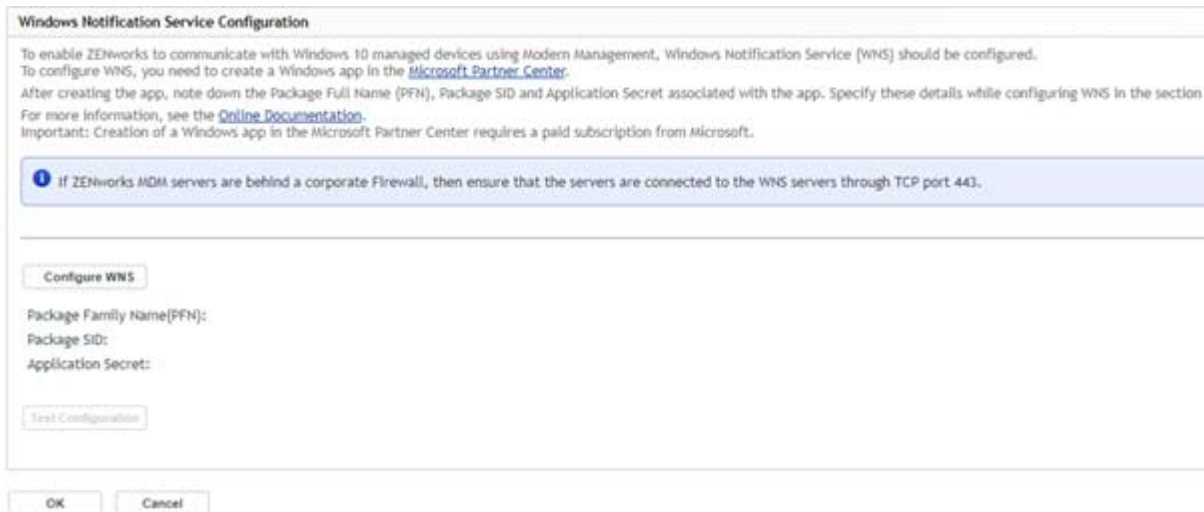 Windows Notification Service Configuration
To enable ZENworks to communicate with Windows 10 managed devices using Modern Management, Windows Notification Service (WNS) should be configured.
To configure WNS, you need to create a Windows app in the Microsoft Partner Center.
After creating the app, note down the Package Full Name (PFN), Package SID and Application Secret associated with the app. Specify these details while configuring WNS in the section
For more information, see the Online Documentation.
Important: Creation of a Windows app in the Microsoft Partner Center requires a paid subscription from Microsoft.
If ZENworks MDM servers are behind a corporate Firewall, then ensure that the servers are connected to the WNS servers through TCP port 443.
Configure WNS
Package Family Name(PFN):
Package SID:
Application Secret:
Test Configuration
OK Cancel